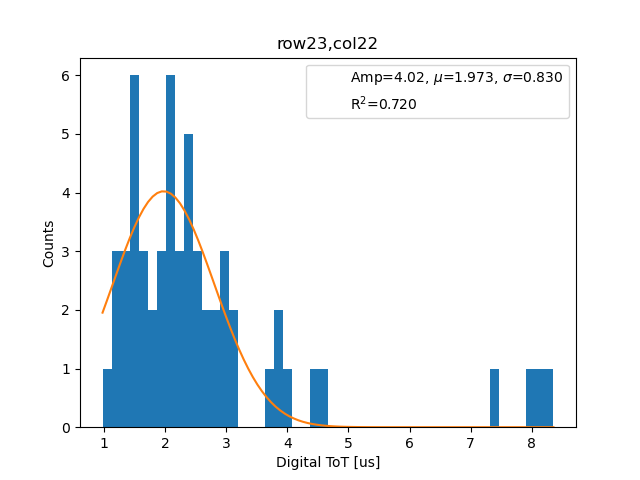 row23,col22
Amp=4.02, μ=1.973, σ=0.830
R²=0.720
Counts
6
5
4
3
2
1
0
1 2 3 4 5 6 7 8
Digital ToT [us]